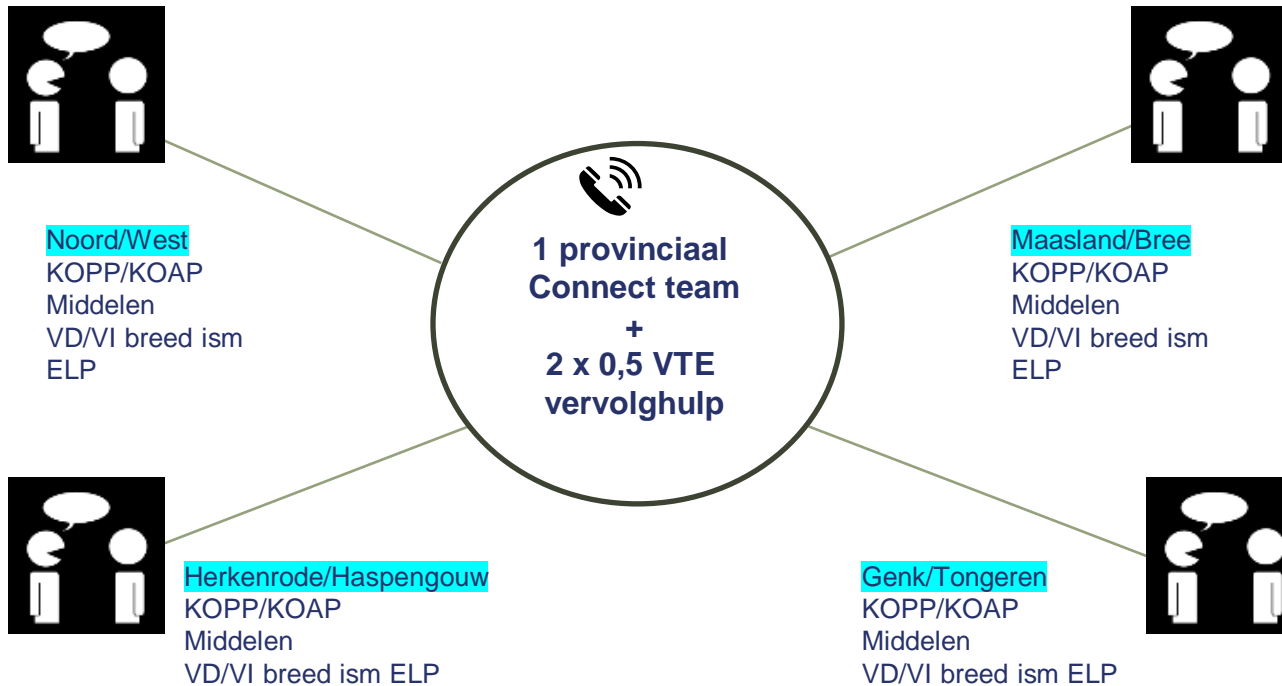 Noord/West
KOPP/KOAP
Middelen
VD/VI breed ism
ELP
1 provinciaal
Connect team
+
2 x 0,5 VTE
vervolghulp
Maasland/Bree
KOPP/KOAP
Middelen
VD/VI breed ism
ELP
Herkenrode/Haspengouw
KOPP/KOAP
Middelen
VD/VI breed ism ELP
Genk/Tongeren
KOPP/KOAP
Middelen
VD/VI breed ism ELP